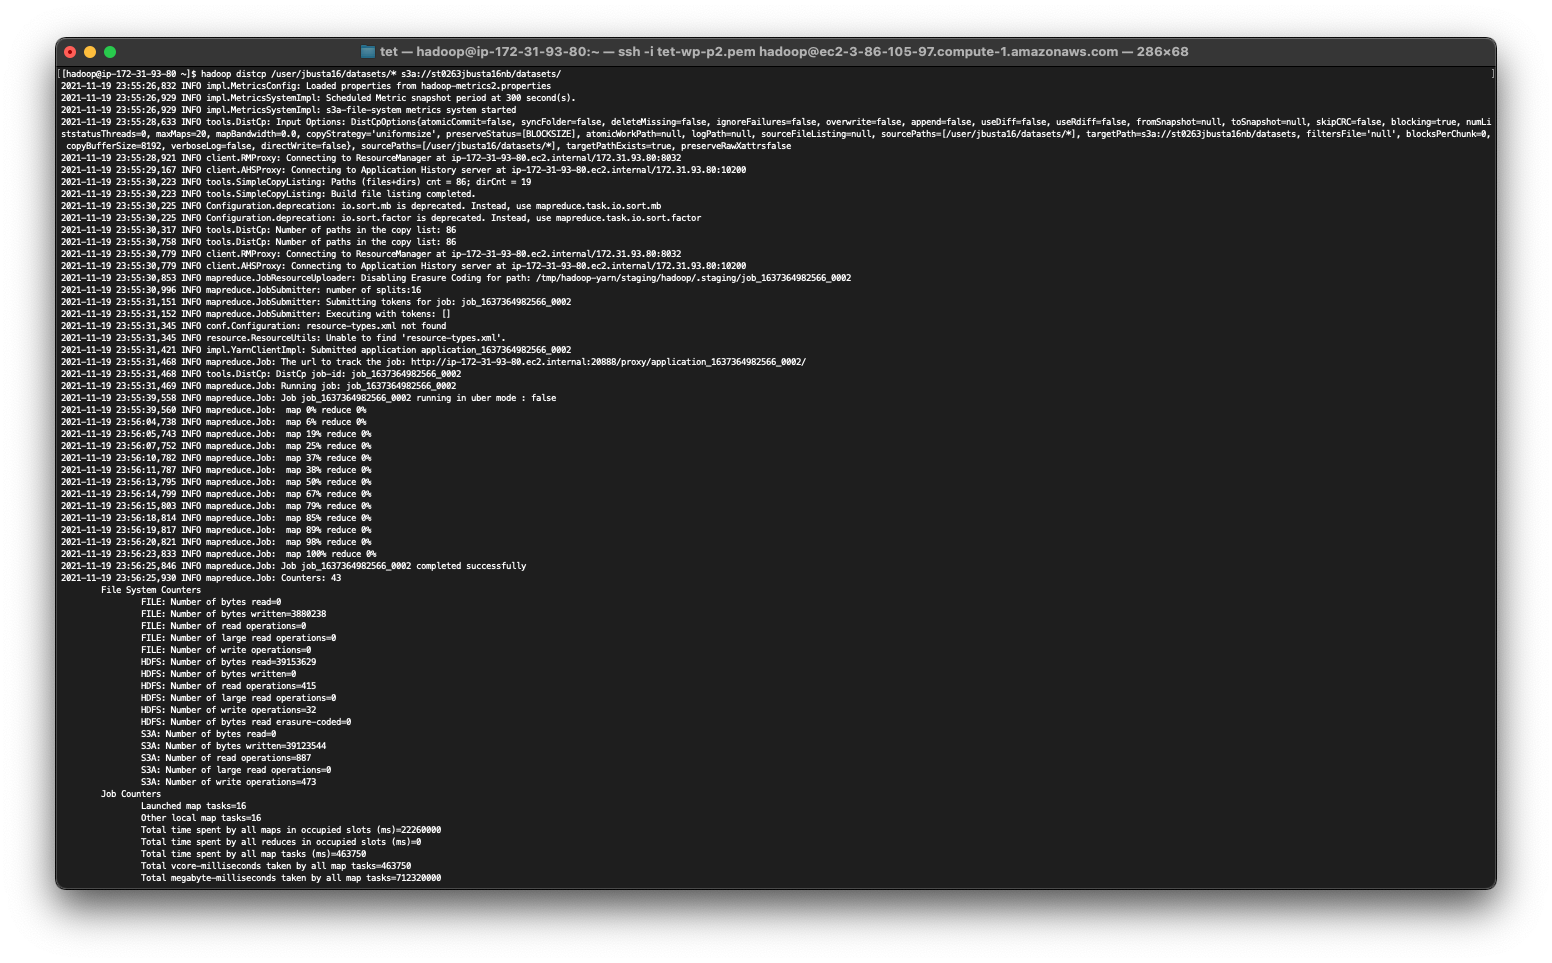 tet — hadoop@ip-172-31-93-80:~ — ssh -i tet-wp-p2.pem hadoop@ec2-3-86-105-97.compute-1.amazonaws.com — 286×68
[[hadoop@ip-172-31-93-80 ~]$ hadoop distcp /user/jbusta16/datasets/* s3a://st0263jbusta16nb/datasets/ ]
2021-11-19 23:55:26,832 INFO impl.MetricsConfig: Loaded properties from hadoop-metrics2.properties
2021-11-19 23:55:26,929 INFO impl.MetricsSystemImpl: Scheduled Metric snapshot period at 300 second(s).
2021-11-19 23:55:26,929 INFO impl.MetricsSystemImpl: s3a-file-system metrics system started
2021-11-19 23:55:28,633 INFO tools.DistCp: Input Options: DistCpOptions{atomicCommit=false, syncFolder=false, deleteMissing=false, ignoreFailures=false, overwrite=false, append=false, useDiff=false, useRdiff=false, fromSnapshot=null, toSnapshot=null, skipCRC=false, blocking=true, numLi
ststatusThreads=0, maxMaps=20, mapBandwidth=0.0, copyStrategy='uniformsize', preserveStatus=[BLOCKSIZE], atomicWorkPath=null, logPath=null, sourceFileListing=null, sourcePaths=[/user/jbusta16/datasets/*], targetPath=s3a://st0263jbusta16nb/datasets, filtersFile='null', blocksPerChunk=0,
 copyBufferSize=8192, verboseLog=false, directWrite=false}, sourcePaths=[/user/jbusta16/datasets/*], targetPathExists=true, preserveRawXattrsfalse
2021-11-19 23:55:28,921 INFO client.RMProxy: Connecting to ResourceManager at ip-172-31-93-80.ec2.internal/172.31.93.80:8032
2021-11-19 23:55:29,167 INFO client.AHSProxy: Connecting to Application History server at ip-172-31-93-80.ec2.internal/172.31.93.80:10200
2021-11-19 23:55:30,223 INFO tools.SimpleCopyListing: Paths (files+dirs) cnt = 86; dirCnt = 19
2021-11-19 23:55:30,223 INFO tools.SimpleCopyListing: Build file listing completed.
2021-11-19 23:55:30,225 INFO Configuration.deprecation: io.sort.mb is deprecated. Instead, use mapreduce.task.io.sort.mb
2021-11-19 23:55:30,225 INFO Configuration.deprecation: io.sort.factor is deprecated. Instead, use mapreduce.task.io.sort.factor
2021-11-19 23:55:30,317 INFO tools.DistCp: Number of paths in the copy list: 86
2021-11-19 23:55:30,758 INFO tools.DistCp: Number of paths in the copy list: 86
2021-11-19 23:55:30,779 INFO client.RMProxy: Connecting to ResourceManager at ip-172-31-93-80.ec2.internal/172.31.93.80:8032
2021-11-19 23:55:30,779 INFO client.AHSProxy: Connecting to Application History server at ip-172-31-93-80.ec2.internal/172.31.93.80:10200
2021-11-19 23:55:30,853 INFO mapreduce.JobResourceUploader: Disabling Erasure Coding for path: /tmp/hadoop-yarn/staging/hadoop/.staging/job_1637364982566_0002
2021-11-19 23:55:30,996 INFO mapreduce.JobSubmitter: number of splits:16
2021-11-19 23:55:31,151 INFO mapreduce.JobSubmitter: Submitting tokens for job: job_1637364982566_0002
2021-11-19 23:55:31,152 INFO mapreduce.JobSubmitter: Executing with tokens: []
2021-11-19 23:55:31,345 INFO conf.Configuration: resource-types.xml not found
2021-11-19 23:55:31,345 INFO resource.ResourceUtils: Unable to find 'resource-types.xml'.
2021-11-19 23:55:31,421 INFO impl.YarnClientImpl: Submitted application application_1637364982566_0002
2021-11-19 23:55:31,468 INFO mapreduce.Job: The url to track the job: http://ip-172-31-93-80.ec2.internal:20888/proxy/application_1637364982566_0002/
2021-11-19 23:55:31,468 INFO tools.DistCp: DistCp job-id: job_1637364982566_0002
2021-11-19 23:55:31,469 INFO mapreduce.Job: Running job: job_1637364982566_0002
2021-11-19 23:55:39,558 INFO mapreduce.Job: Job job_1637364982566_0002 running in uber mode : false
2021-11-19 23:55:39,560 INFO mapreduce.Job:  map 0% reduce 0%
2021-11-19 23:56:04,738 INFO mapreduce.Job:  map 6% reduce 0%
2021-11-19 23:56:05,743 INFO mapreduce.Job:  map 19% reduce 0%
2021-11-19 23:56:07,752 INFO mapreduce.Job:  map 25% reduce 0%
2021-11-19 23:56:10,782 INFO mapreduce.Job:  map 37% reduce 0%
2021-11-19 23:56:11,787 INFO mapreduce.Job:  map 38% reduce 0%
2021-11-19 23:56:13,795 INFO mapreduce.Job:  map 50% reduce 0%
2021-11-19 23:56:14,799 INFO mapreduce.Job:  map 67% reduce 0%
2021-11-19 23:56:15,803 INFO mapreduce.Job:  map 79% reduce 0%
2021-11-19 23:56:18,814 INFO mapreduce.Job:  map 85% reduce 0%
2021-11-19 23:56:19,817 INFO mapreduce.Job:  map 89% reduce 0%
2021-11-19 23:56:20,821 INFO mapreduce.Job:  map 98% reduce 0%
2021-11-19 23:56:23,833 INFO mapreduce.Job:  map 100% reduce 0%
2021-11-19 23:56:25,846 INFO mapreduce.Job: Job job_1637364982566_0002 completed successfully
2021-11-19 23:56:25,930 INFO mapreduce.Job: Counters: 43
File System Counters
FILE: Number of bytes read=0
FILE: Number of bytes written=3880238
FILE: Number of read operations=0
FILE: Number of large read operations=0
FILE: Number of write operations=0
HDFS: Number of bytes read=39153629
HDFS: Number of bytes written=0
HDFS: Number of read operations=415
HDFS: Number of large read operations=0
HDFS: Number of write operations=32
HDFS: Number of bytes read erasure-coded=0
S3A: Number of bytes read=0
S3A: Number of bytes written=39123544
S3A: Number of read operations=887
S3A: Number of large read operations=0
S3A: Number of write operations=473
Job Counters
Launched map tasks=16
Other local map tasks=16
Total time spent by all maps in occupied slots (ms)=22260000
Total time spent by all reduces in occupied slots (ms)=0
Total time spent by all map tasks (ms)=463750
Total vcore-milliseconds taken by all map tasks=463750
Total megabyte-milliseconds taken by all map tasks=712320000